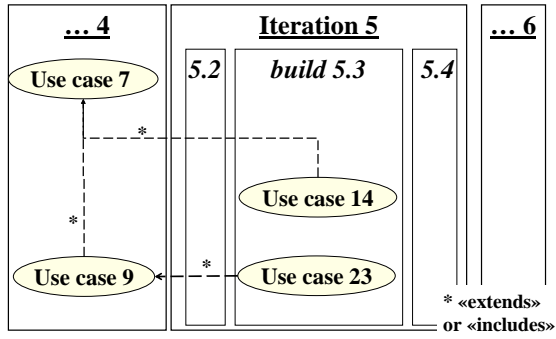 … 4
Iteration 5
… 6
5.2
build 5.3
5.4
Use case 7
*
Use case 14
*
Use case 9
*
Use case 23
* «extends»
or «includes»